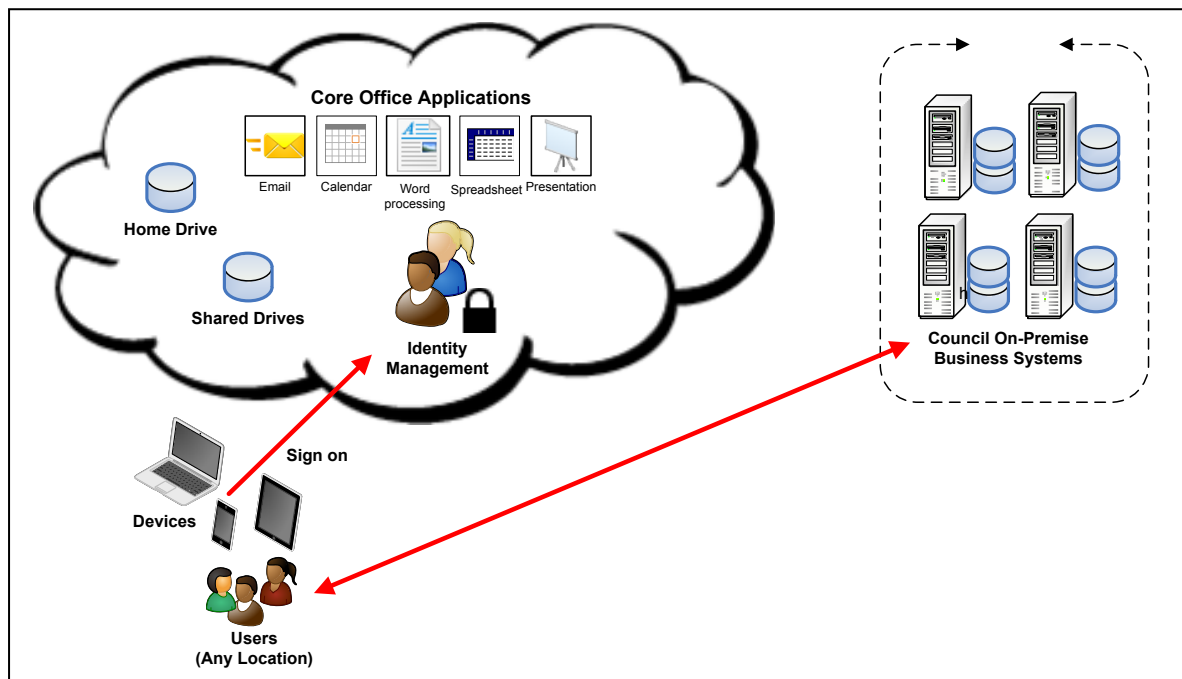 Core Office Applications
Email
Calendar
Word
processing
Spreadsheet
Presentation
Home Drive
Shared Drives
Identity
Management
h
Council On-Premise
Business Systems
Sign on
Devices
Users
(Any Location)